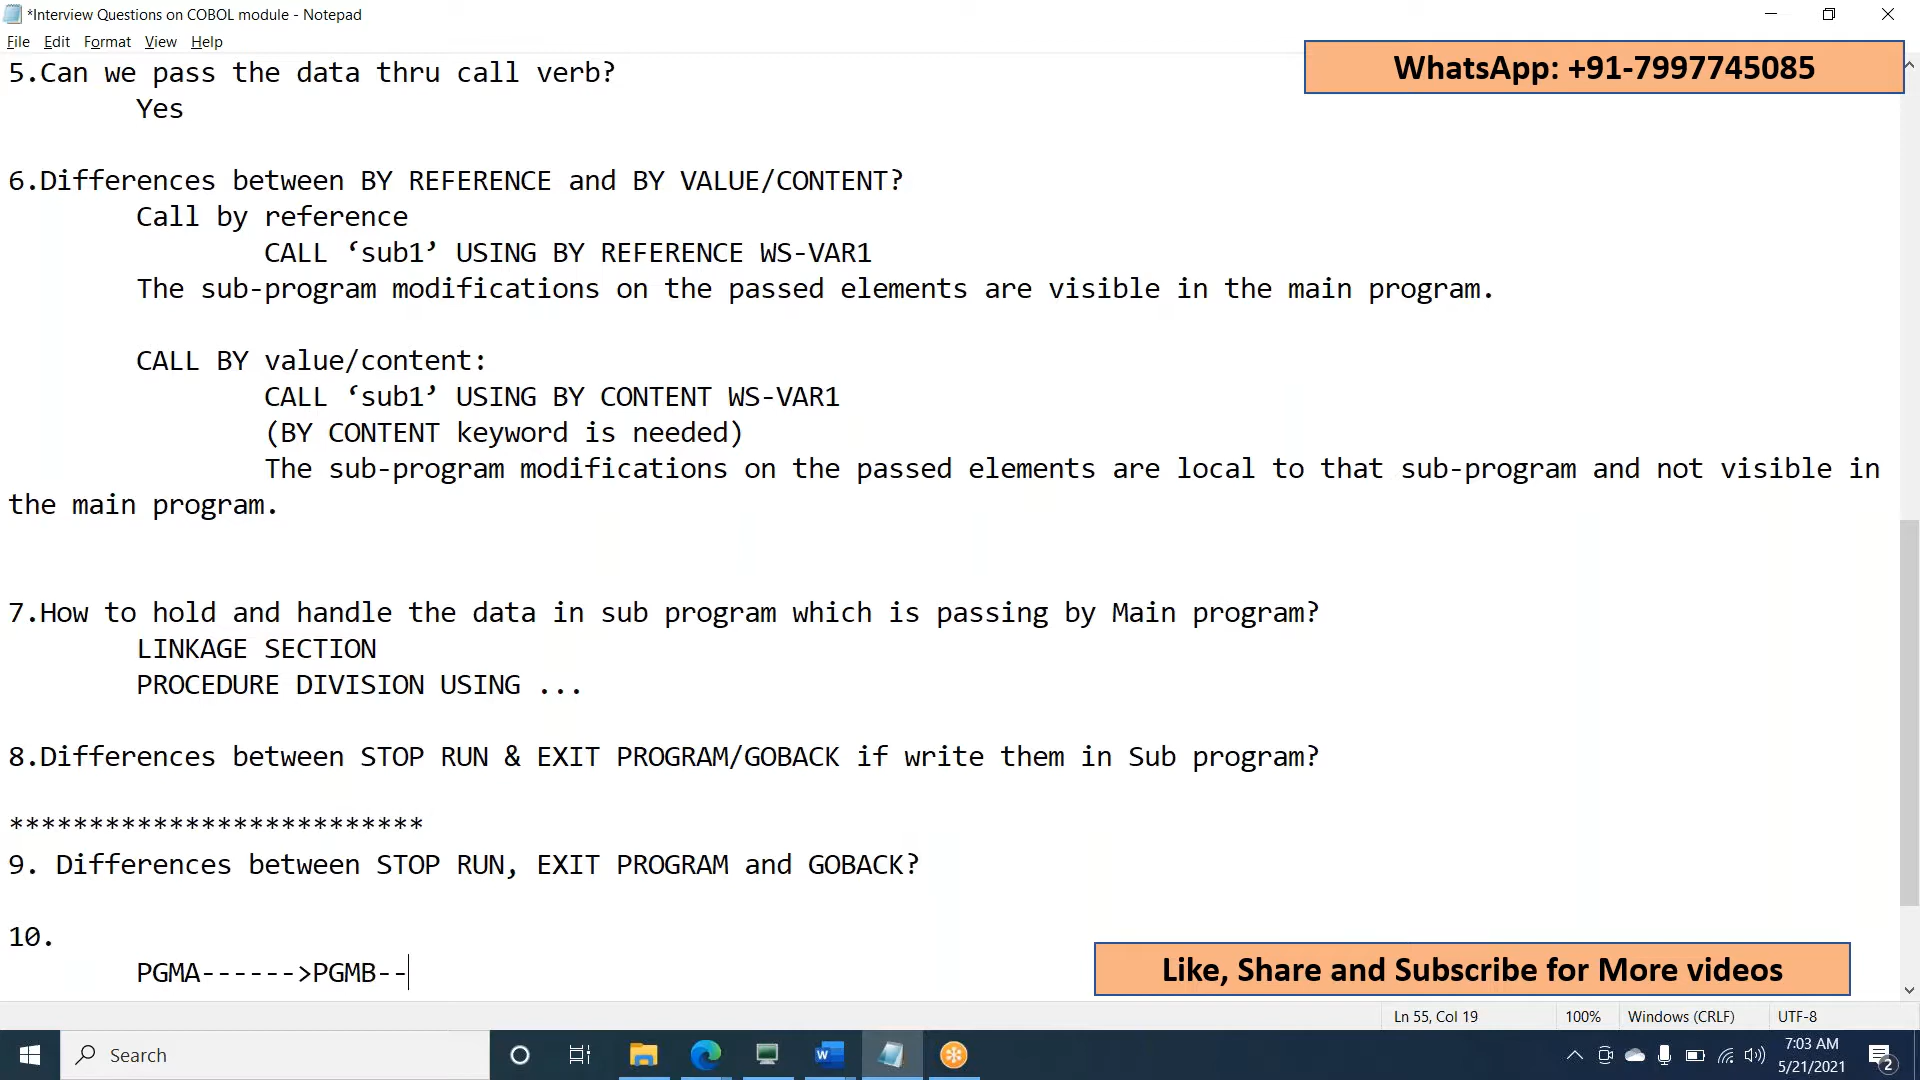 *Interview Questions on COBOL module - Notepad
File Edit Format View Help
WhatsApp: +91-7997745085
5.Can we pass the data thru call verb?
Yes
6.Differences between BY REFERENCE and BY VALUE/CONTENT?
Call by reference
CALL ‘sub1’ USING BY REFERENCE WS-VAR1
The sub-program modifications on the passed elements are visible in the main program.
CALL BY value/content:
CALL ‘sub1’ USING BY CONTENT WS-VAR1
(BY CONTENT keyword is needed)
The sub-program modifications on the passed elements are local to that sub-program and not visible in
the main program.
7.How to hold and handle the data in sub program which is passing by Main program?
LINKAGE SECTION
PROCEDURE DIVISION USING ...
8.Differences between STOP RUN & EXIT PROGRAM/GOBACK if write them in Sub program?
**************************
9. Differences between STOP RUN, EXIT PROGRAM and GOBACK?
10.
PGMA------>PGMB--
Like, Share and Subscribe for More videos
Ln 55, Col 19 100% Windows (CRLF) UTF-8
Search
7:03 AM
5/21/2021
2